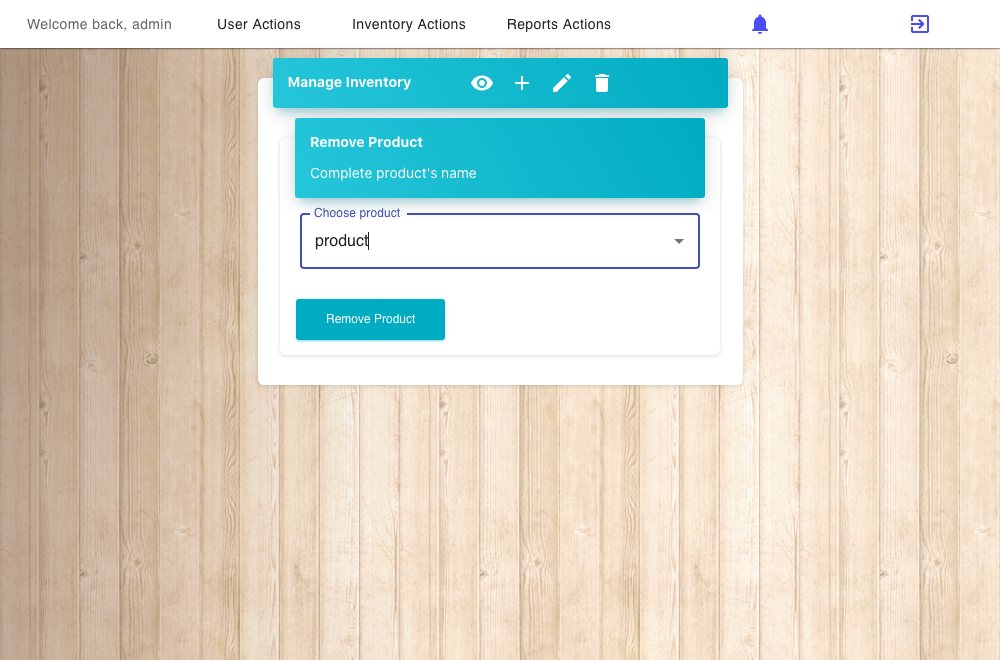 Welcome back, admin User Actions Inventory Actions Reports Actions
Manage Inventory
Remove Product
Complete product's name
Choose product
product
Remove Product